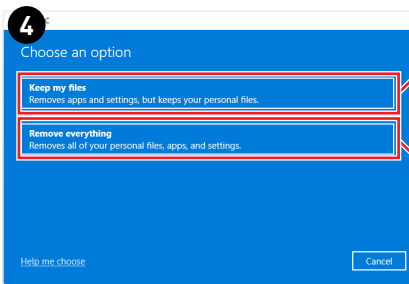 4
Choose an option
Keep my files
Removes apps and settings, but keeps your personal files.
Remove everything
Removes all of your personal files, apps, and settings.
Help me choose
Cancel